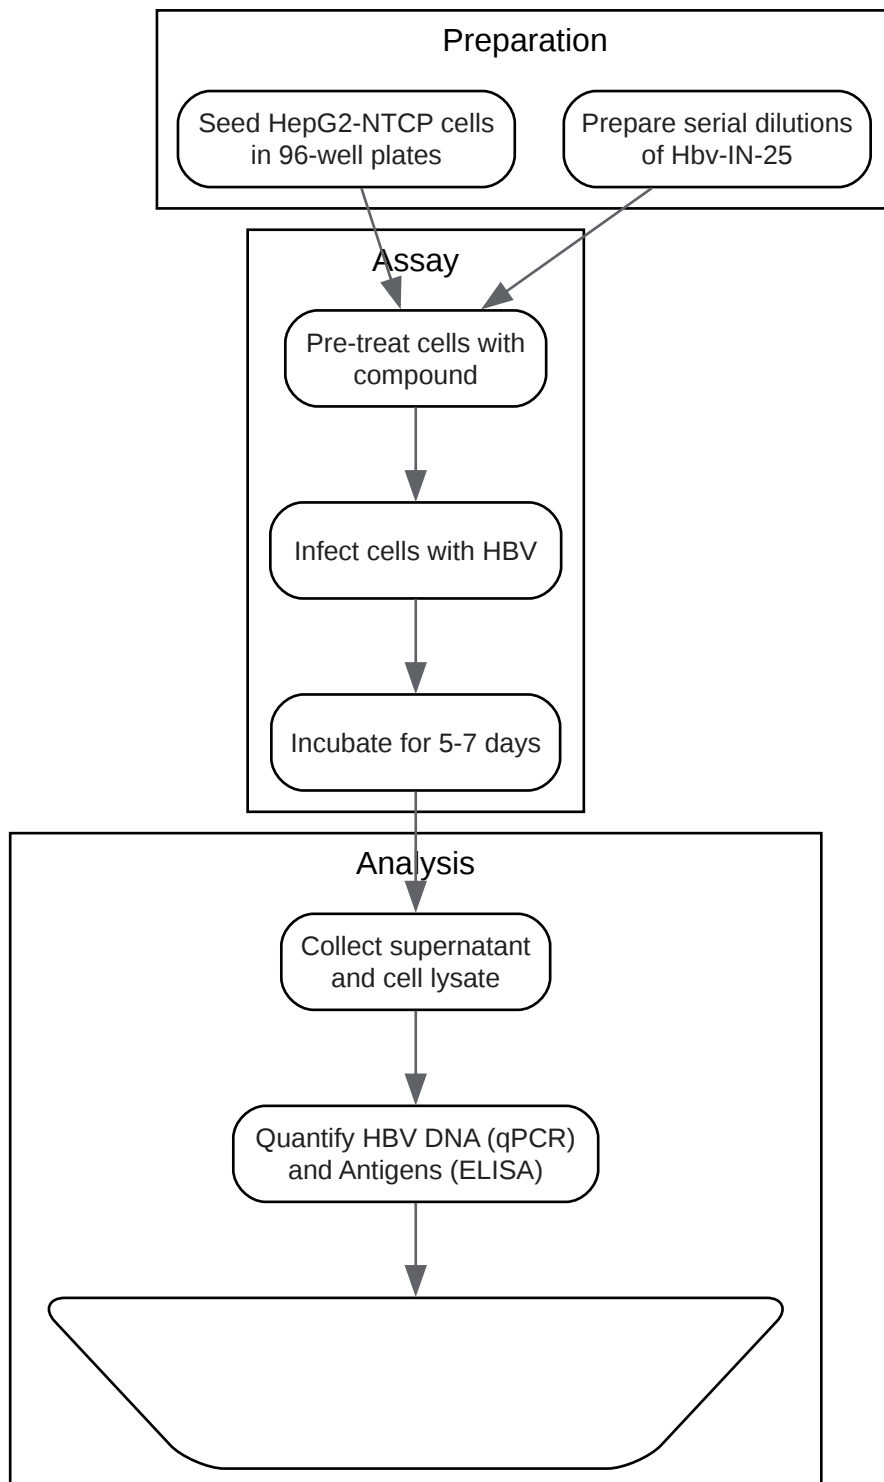 Preparation
Seed HepG2-NTCP cells
in 96-well plates
Prepare serial dilutions
of Hbv-IN-25
Assay
Pre-treat cells with
compound
Infect cells with HBV
Incubate for 5-7 days
Analysis
Collect supernatant
and cell lysate
Quantify HBV DNA (qPCR)
and Antigens (ELISA)